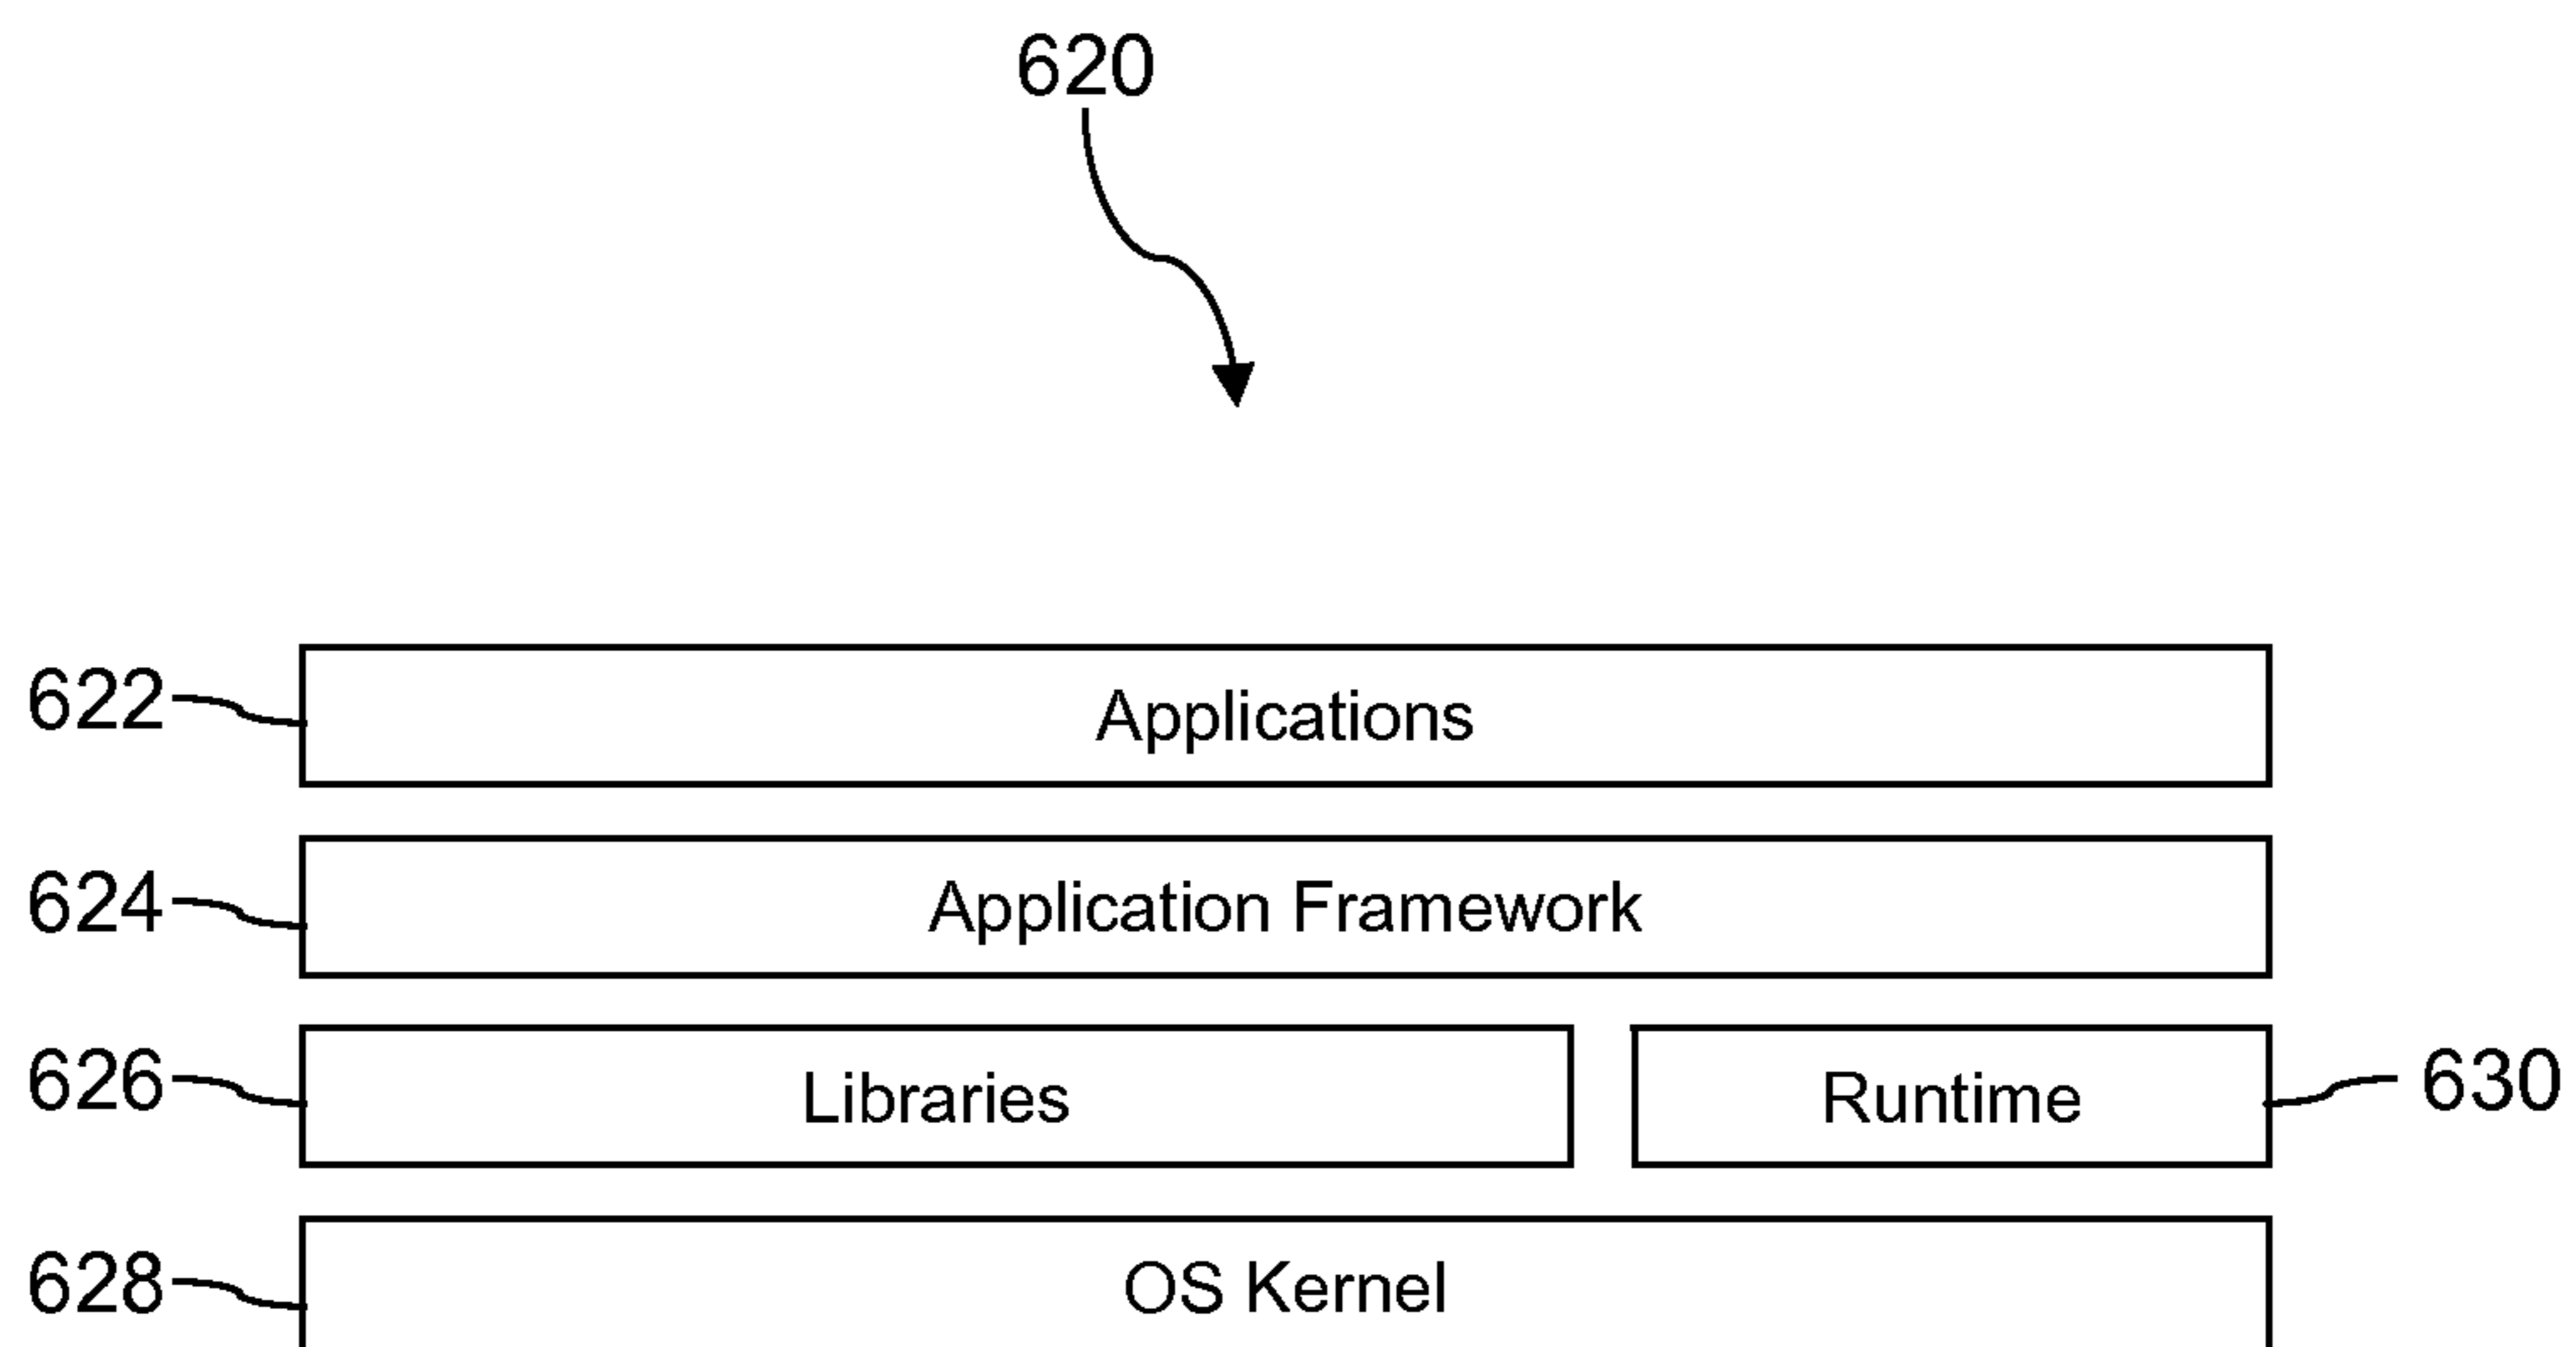 620
622 Applications
624 Application Framework
626 Libraries Runtime 630
628 OS Kernel